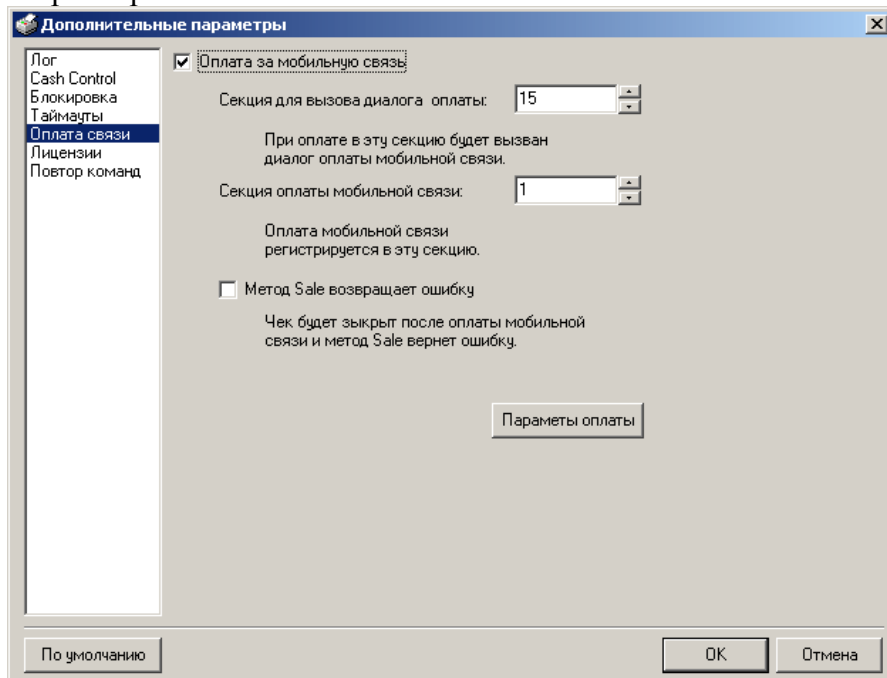 Дополнительные параметры
Лог
Cash Control
Блокировка
Таймауты
Оплата связи
Лицензии
Повтор команд
Оплата за мобильную связь
Секция для вызова диалога оплаты: 15
При оплате в эту секцию будет вызван
диалог оплаты мобильной связи.
Секция оплаты мобильной связи: 1
Оплата мобильной связи
регистрируется в эту секцию.
Метод Sale возвращает ошибку
Чек будет зыкрыт после оплаты мобильной
связи и метод Sale вернет ошибку.
Параметы оплаты
По умолчанию
OK
Отмена